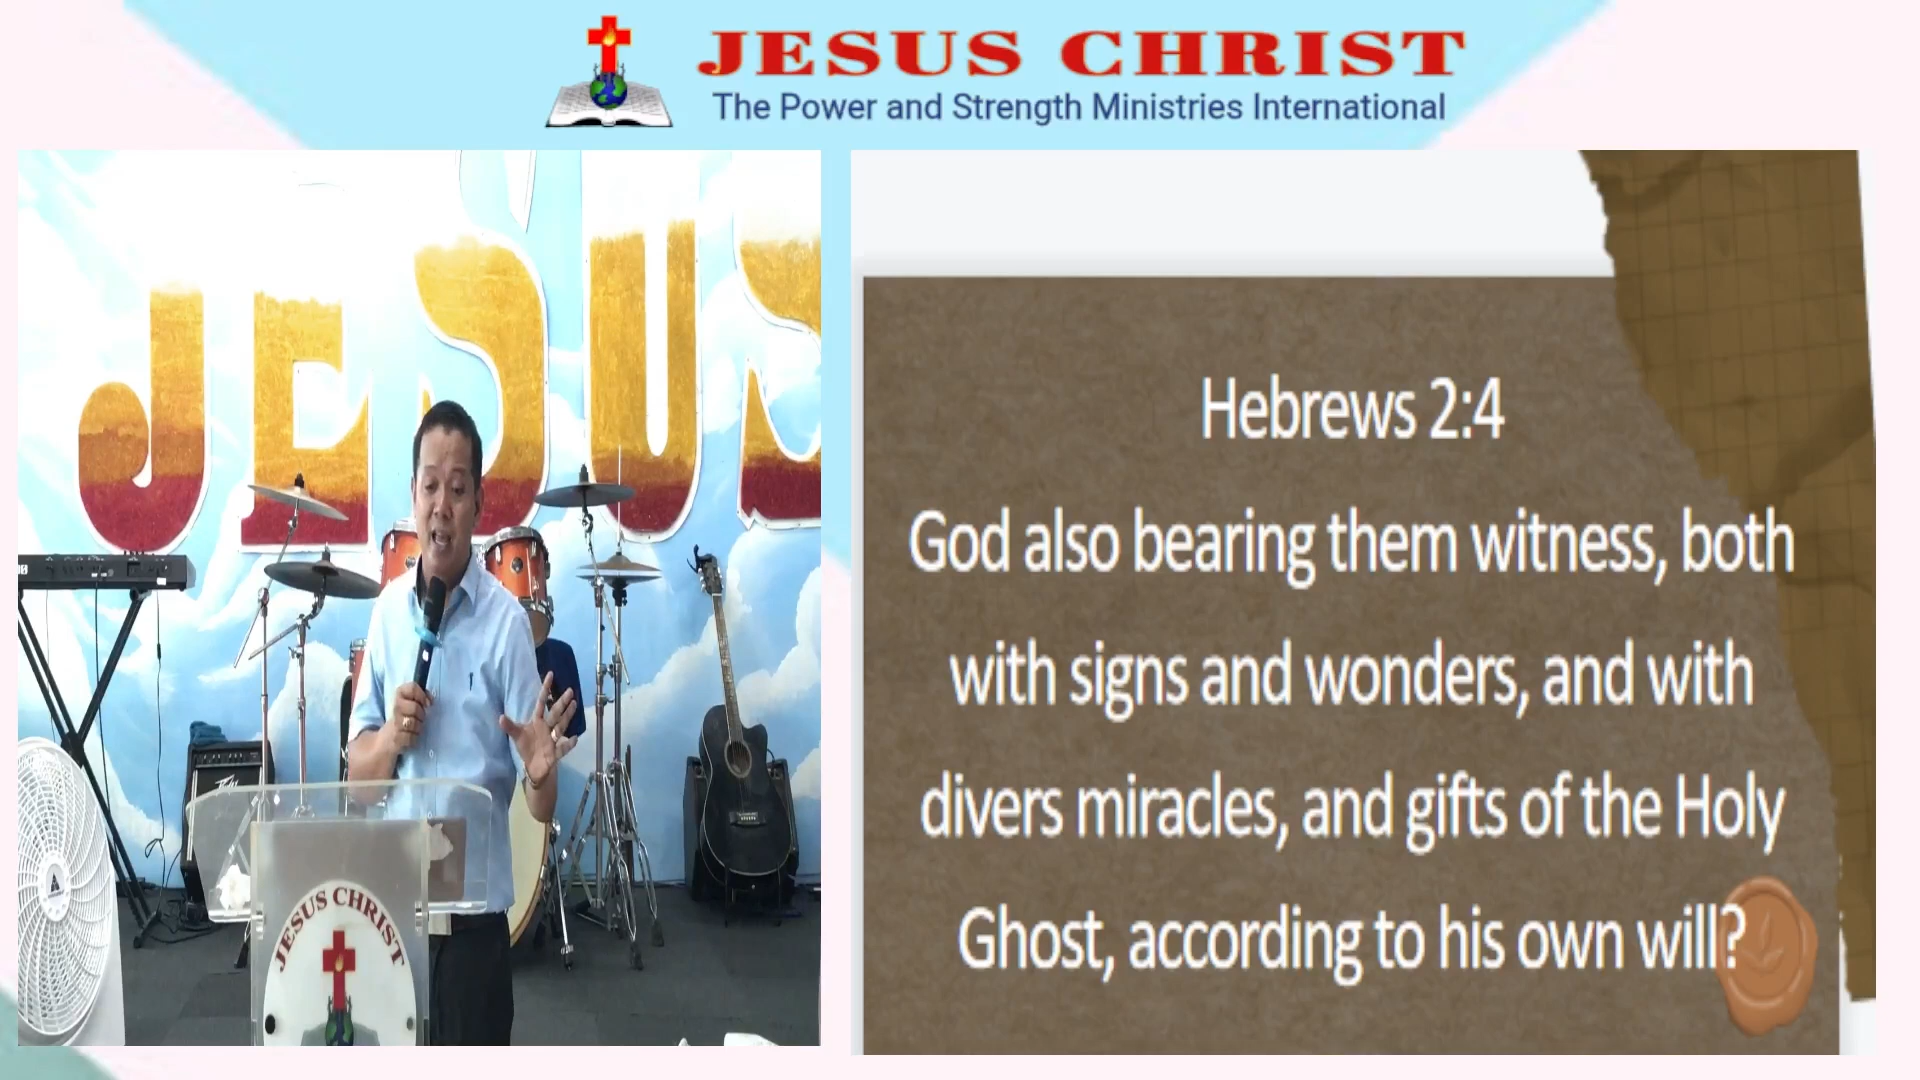 JESUS CHRIST
The Power and Strength Ministries International
JESUS
JESUS CHRIST
Hebrews 2:4
God also bearing them witness, both
with signs and wonders, and with
divers miracles, and gifts of the Holy
Ghost, according to his own will?